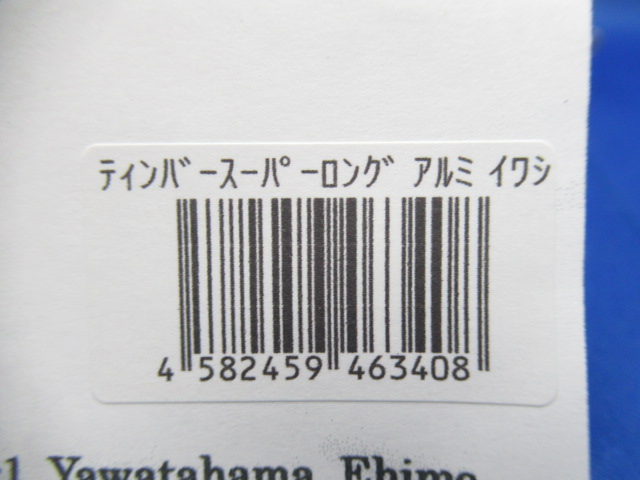 ﾃｨﾝﾊﾞｰｽｰﾊﾟｰﾛﾝｸﾞ ｱﾙﾐ ｲﾜｼ
4 582459 463408
Yawatahama, Ehime